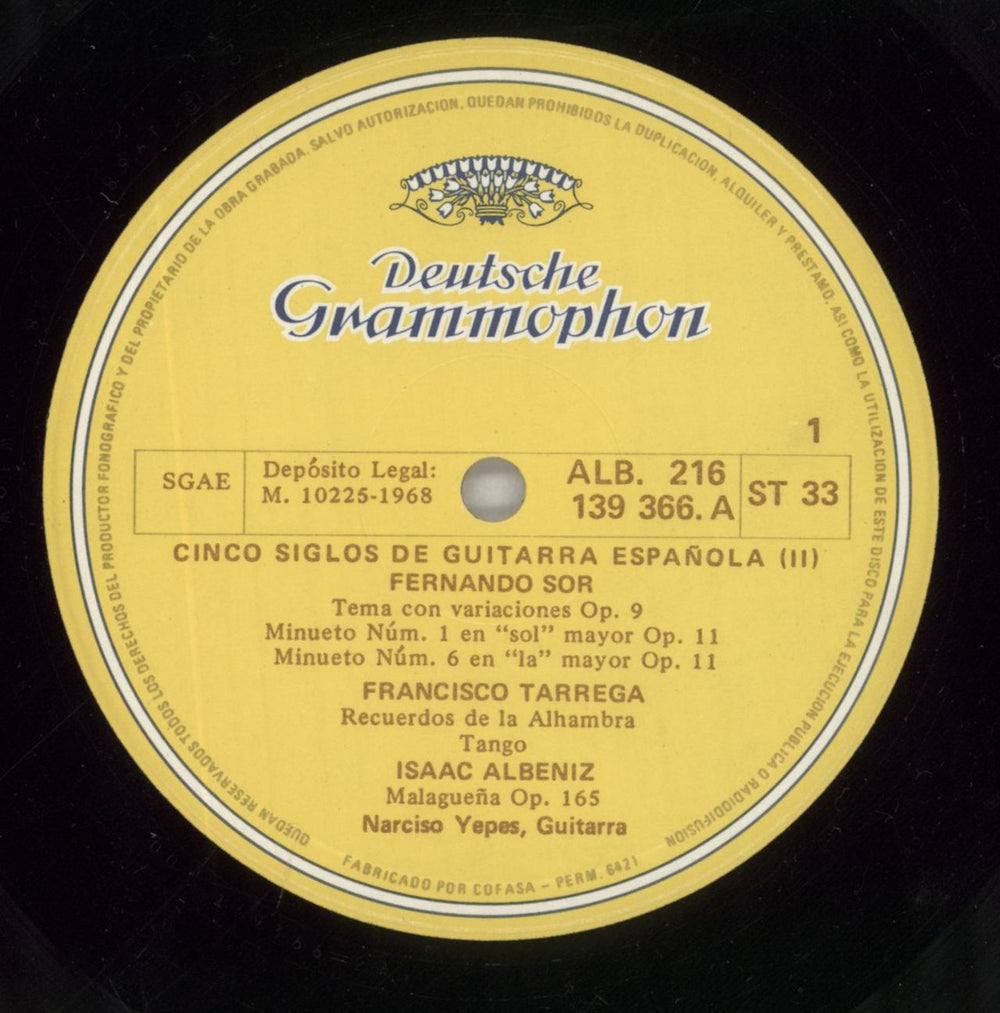 QUEDAN RESERVADOS TODOS LOS DERECHOS DEL PRODUCTOR FONOGRAFICO Y DEL PROPIETARIO DE LA OBRA GRABADA. SALVO AUTORIZACION, QUEDAN PROHIBIDOS LA DUPLICACION, ALQUILER Y PRESTAMO, ASI COMO LA UTILIZACION DE ESTE DISCO PARA LA EJECUCION PUBLICA O RADIODIFUSION
Deutsche
Grammophon
1
SGAE
Depósito Legal:
M. 10225-1968
ALB. 216
139 366. A
ST 33
CINCO SIGLOS DE GUITARRA ESPAÑOLA (II)
FERNANDO SOR
Tema con variaciones Op. 9
Minueto Núm. 1 en “sol” mayor Op. 11
Minueto Núm. 6 en “la” mayor Op. 11
FRANCISCO TARREGA
Recuerdos de la Alhambra
Tango
ISAAC ALBENIZ
Malagueña Op. 165
Narciso Yepes, Guitarra
FABRICADO POR COFASA – PERM. 6421